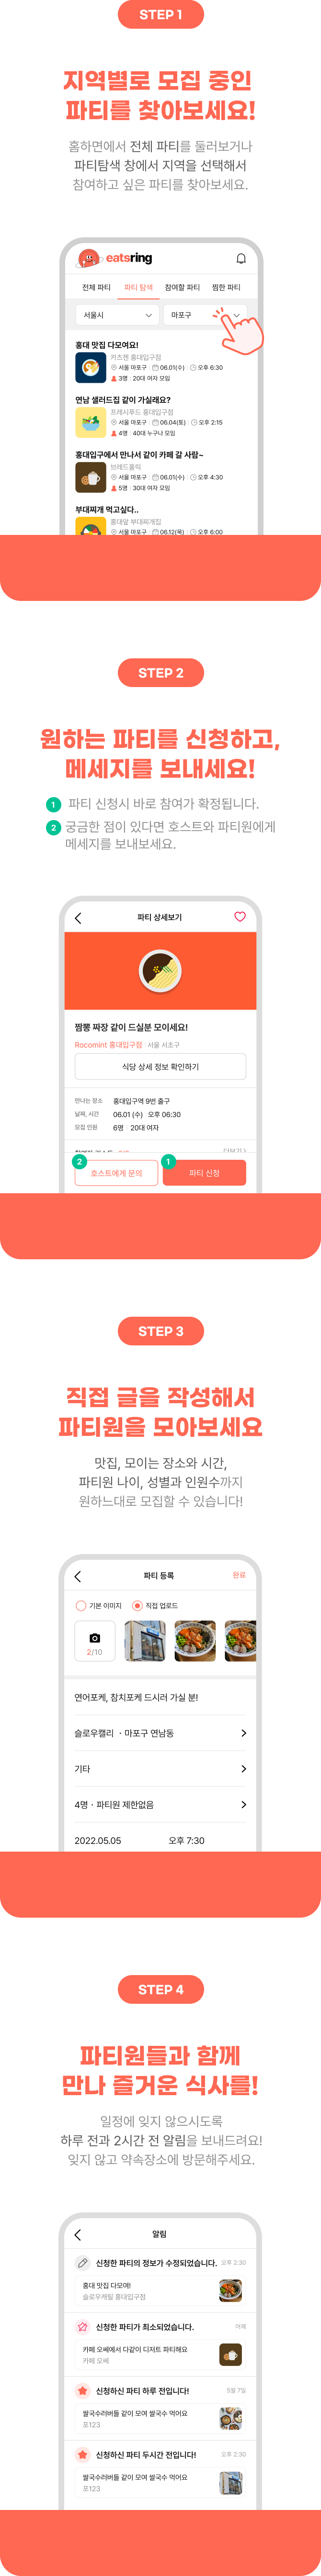 STEP 1
지역별로 모집 중인
파티를 찾아보세요!
홈화면에서 전체 파티를 둘러보거나
파티탐색 창에서 지역을 선택해서
참여하고 싶은 파티를 찾아보세요.
eatsring
전체 파티 파티 탐색 참여할 파티 찜한 파티
서울시 마포구
홍대 맛집 다모여요!
카츠젠 홍대입구점
서울 마포구 06.01(수) 오후 6:30
3명 20대 여자 모임
연남 샐러드집 같이 가실래요?
프레시푸드 홍대입구점
서울 마포구 06.04(토) 오후 2:15
4명 40대 누구나 모임
홍대입구에서 만나서 같이 카페 갈 사람~
브레드홀릭
서울 마포구 06.01(수) 오후 4:30
5명 30대 여자 모임
부대찌개 먹고싶다..
홍대앞 부대찌개집
서울 마포구 06.12(목) 오후 6:00
STEP 2
원하는 파티를 신청하고,
메세지를 보내세요!
1 파티 신청시 바로 참여가 확정됩니다.
2 궁금한 점이 있다면 호스트와 파티원에게
메세지를 보내보세요.
파티 상세보기
짬뽕 짜장 같이 드실분 모이세요!
Rocomint 홍대입구점 서울 서초구
식당 상세 정보 확인하기
만나는 장소 홍대입구역 9번 출구
날짜, 시간 06.01 (수) 오후 06:30
모집 인원 6명 20대 여자
2 1
호스트에게 문의 파티 신청
STEP 3
직접 글을 작성해서
파티원을 모아보세요
맛집, 모이는 장소와 시간,
파티원 나이, 성별과 인원수까지
원하느대로 모집할 수 있습니다!
파티 등록 완료
기본 이미지 직접 업로드
2/10
연어포케, 참치포케 드시러 가실 분!
슬로우캘리 · 마포구 연남동
기타
4명 · 파티원 제한없음
2022.05.05 오후 7:30
STEP 4
파티원들과 함께
만나 즐거운 식사를!
일정에 잊지 않으시도록
하루 전과 2시간 전 알림을 보내드려요!
잊지 않고 약속장소에 방문해주세요.
알림
신청한 파티의 정보가 수정되었습니다. 오후 2:30
홍대 맛집 다모여!
슬로우캐릴 홍대입구점
신청한 파티가 최소되었습니다. 어제
카페 오쎄에서 다같이 디저트 파티해요
카페 오쎄
신청하신 파티 하루 전입니다! 5월 7일
쌀국수러버들 같이 모여 쌀국수 먹어요
포123
신청하신 파티 두시간 전입니다! 오후 2:30
쌀국수러버들 같이 모여 쌀국수 먹어요
포123